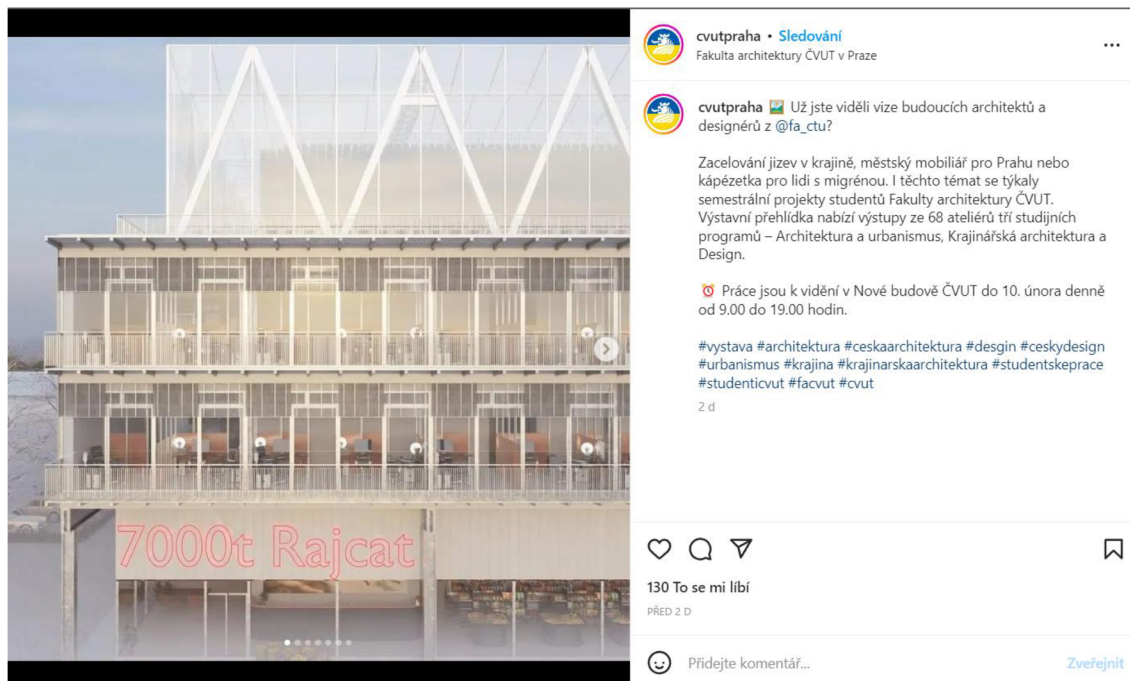 7000t Rajcat
cvutpraha • Sledování
Fakulta architektury ČVUT v Praze
cvutpraha 🖼️ Už jste viděli vize budoucích architektů a
designérů z @fa_ctu?
Zacelování jizev v krajině, městský mobiliář pro Prahu nebo
kápézetka pro lidi s migrénou. I těchto témat se týkaly
semestrální projekty studentů Fakulty architektury ČVUT.
Výstavní přehlídka nabízí výstupy ze 68 ateliérů tří studijních
programů – Architektura a urbanismus, Krajinářská architektura a
Design.
⏰ Práce jsou k vidění v Nové budově ČVUT do 10. února denně
od 9.00 do 19.00 hodin.
#vystava #architektura #ceskaarchitektura #desgin #ceskydesign
#urbanismus #krajina #krajinarskaarchitektura #studentskeprace
#studenticvut #facvut #cvut
2 d
130 To se mi líbí
PŘED 2 D
Přidejte komentář...
Zveřejnit